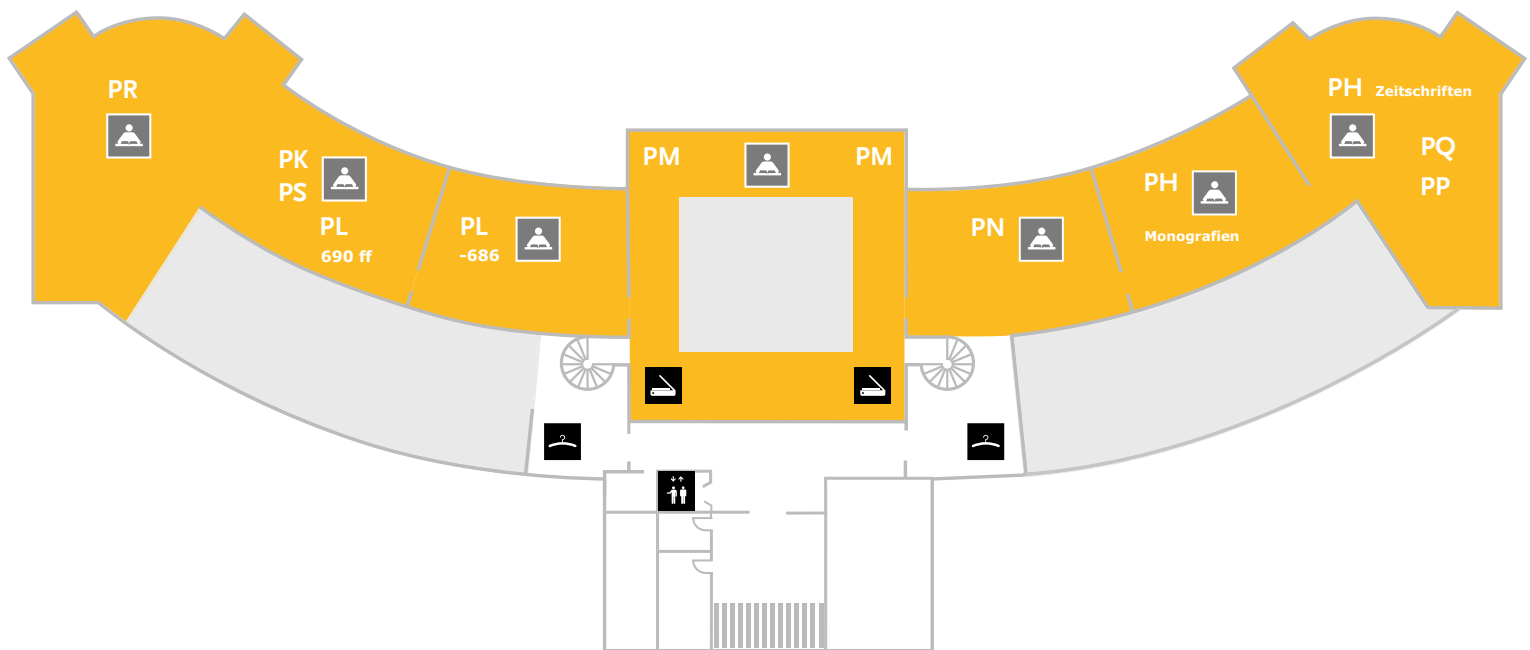 PR
PK
PS
PL
690 ff
PL
-686
PM
PM
PN
PH
Monografien
PH Zeitschriften
PQ
PP